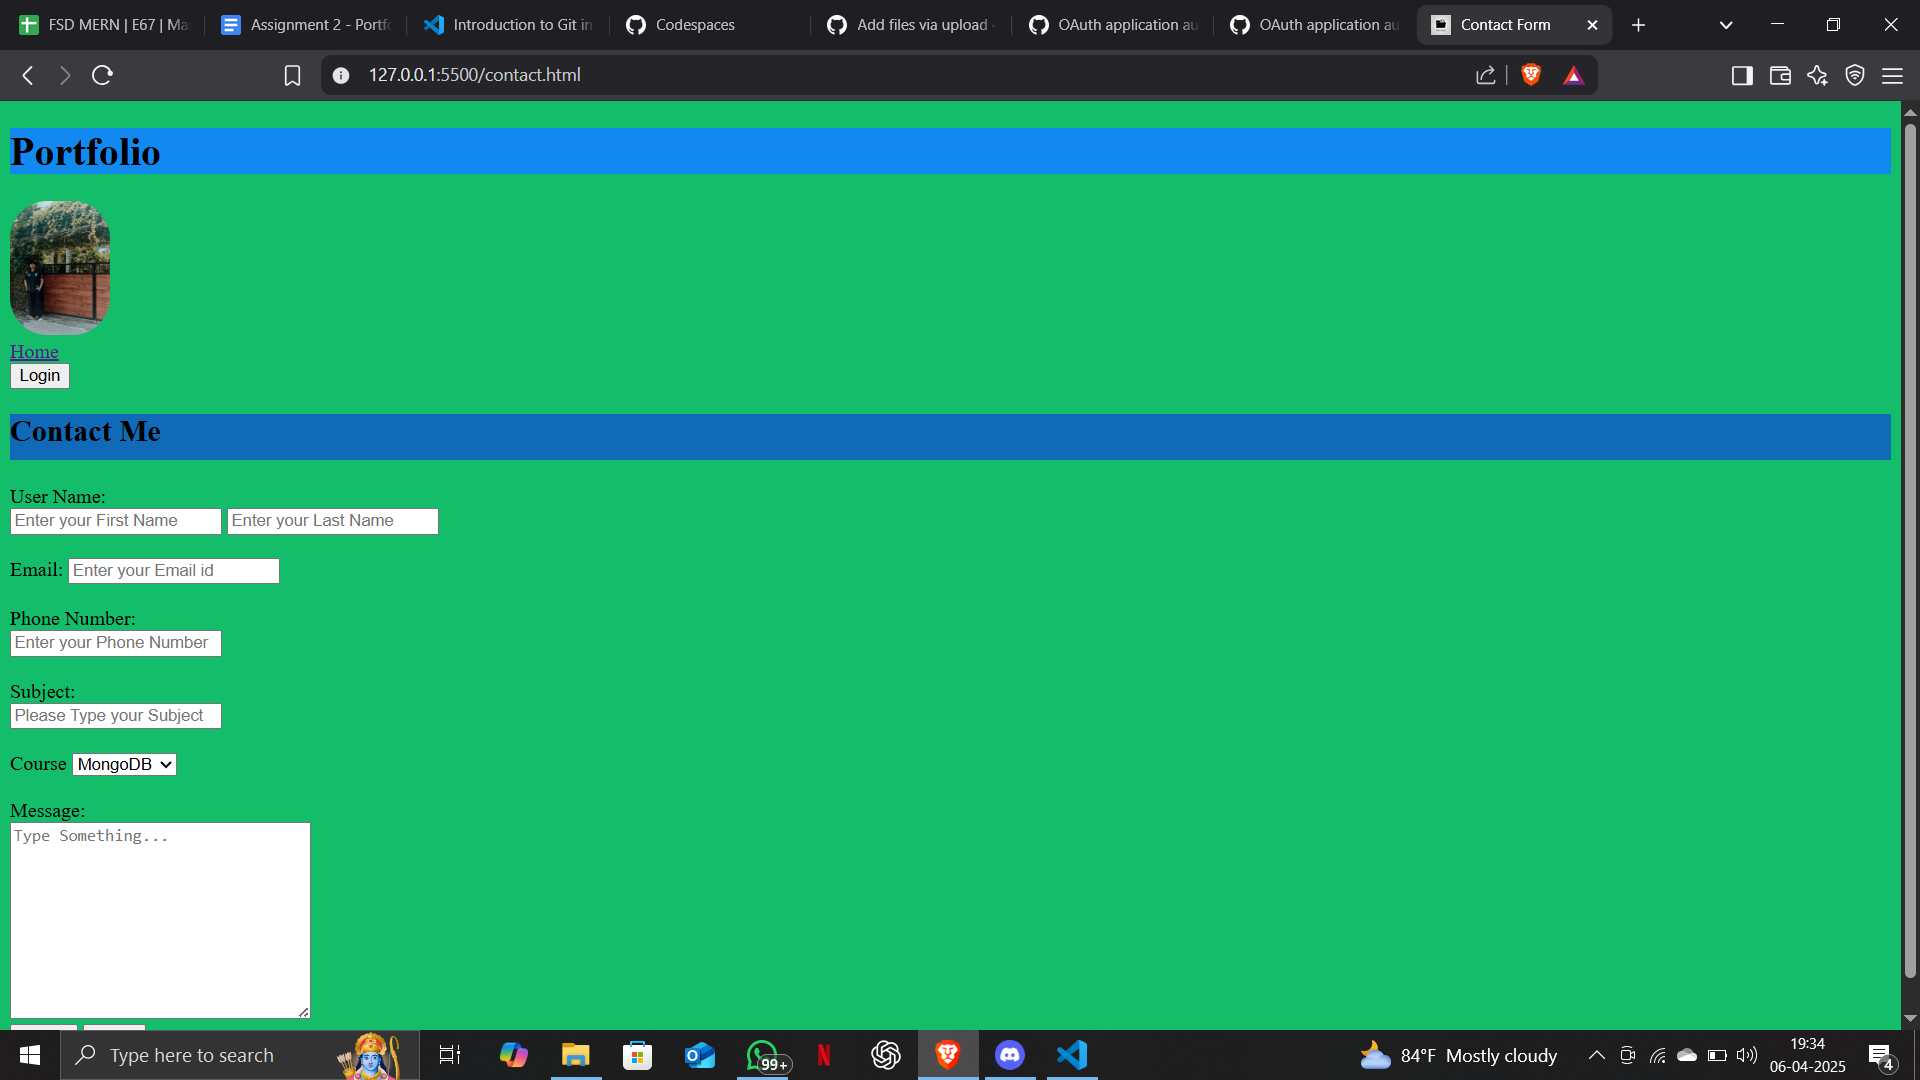 FSD MERN | E67 | Ma
Assignment 2 - Portfo
Introduction to Git in
Codespaces
Add files via upload ·
OAuth application au
OAuth application au
Contact Form
127.0.0.1:5500/contact.html
Portfolio
Home
Login
Contact Me
User Name:
Enter your First Name Enter your Last Name
Email: Enter your Email id
Phone Number:
Enter your Phone Number
Subject:
Please Type your Subject
Course MongoDB
Message:
Type Something...
Type here to search
99+
84°F Mostly cloudy
19:34
06-04-2025
4